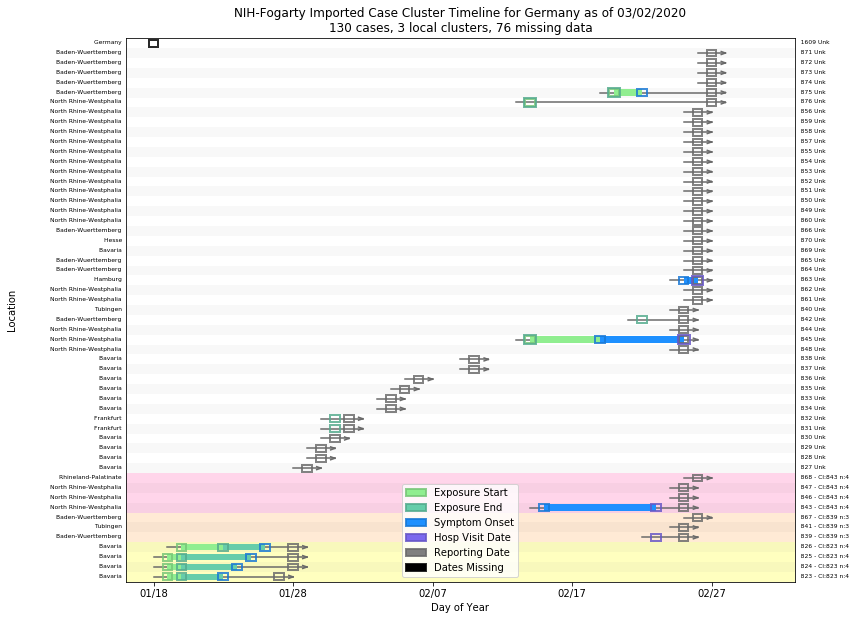 NIH-Fogarty Imported Case Cluster Timeline for Germany as of 03/02/2020
130 cases, 3 local clusters, 76 missing data
Location
Germany 1609 Unk
Baden-Wuerttemberg 871 Unk
Baden-Wuerttemberg 872 Unk
Baden-Wuerttemberg 873 Unk
Baden-Wuerttemberg 874 Unk
Baden-Wuerttemberg 875 Unk
North Rhine-Westphalia 876 Unk
North Rhine-Westphalia 856 Unk
North Rhine-Westphalia 859 Unk
North Rhine-Westphalia 858 Unk
North Rhine-Westphalia 857 Unk
North Rhine-Westphalia 855 Unk
North Rhine-Westphalia 854 Unk
North Rhine-Westphalia 853 Unk
North Rhine-Westphalia 852 Unk
North Rhine-Westphalia 851 Unk
North Rhine-Westphalia 850 Unk
North Rhine-Westphalia 849 Unk
North Rhine-Westphalia 860 Unk
Baden-Wuerttemberg 866 Unk
Hesse 870 Unk
Bavaria 869 Unk
Baden-Wuerttemberg 865 Unk
Baden-Wuerttemberg 864 Unk
Hamburg 863 Unk
North Rhine-Westphalia 862 Unk
North Rhine-Westphalia 861 Unk
Tubingen 840 Unk
Baden-Wuerttemberg 842 Unk
North Rhine-Westphalia 844 Unk
North Rhine-Westphalia 845 Unk
North Rhine-Westphalia 848 Unk
Bavaria 838 Unk
Bavaria 837 Unk
Bavaria 836 Unk
Bavaria 835 Unk
Bavaria 833 Unk
Bavaria 834 Unk
Frankfurt 832 Unk
Frankfurt 831 Unk
Bavaria 830 Unk
Bavaria 829 Unk
Bavaria 828 Unk
Bavaria 827 Unk
Rhineland-Palatinate 868 - Cl:843 n:4
North Rhine-Westphalia 847 - Cl:843 n:4
North Rhine-Westphalia 846 - Cl:843 n:4
North Rhine-Westphalia 843 - Cl:843 n:4
Baden-Wuerttemberg 867 - Cl:839 n:3
Tubingen 841 - Cl:839 n:3
Baden-Wuerttemberg 839 - Cl:839 n:3
Bavaria 826 - Cl:823 n:4
Bavaria 825 - Cl:823 n:4
Bavaria 824 - Cl:823 n:4
Bavaria 823 - Cl:823 n:4
Exposure Start
Exposure End
Symptom Onset
Hosp Visit Date
Reporting Date
Dates Missing
01/18 01/28 02/07 02/17 02/27
Day of Year